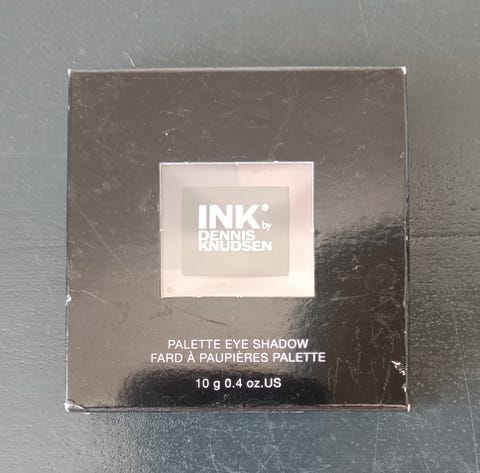 INK®
by
DENNIS
KNUDSEN
PALETTE EYE SHADOW
FARD À PAUPIÈRES PALETTE
10 g 0.4 oz.US